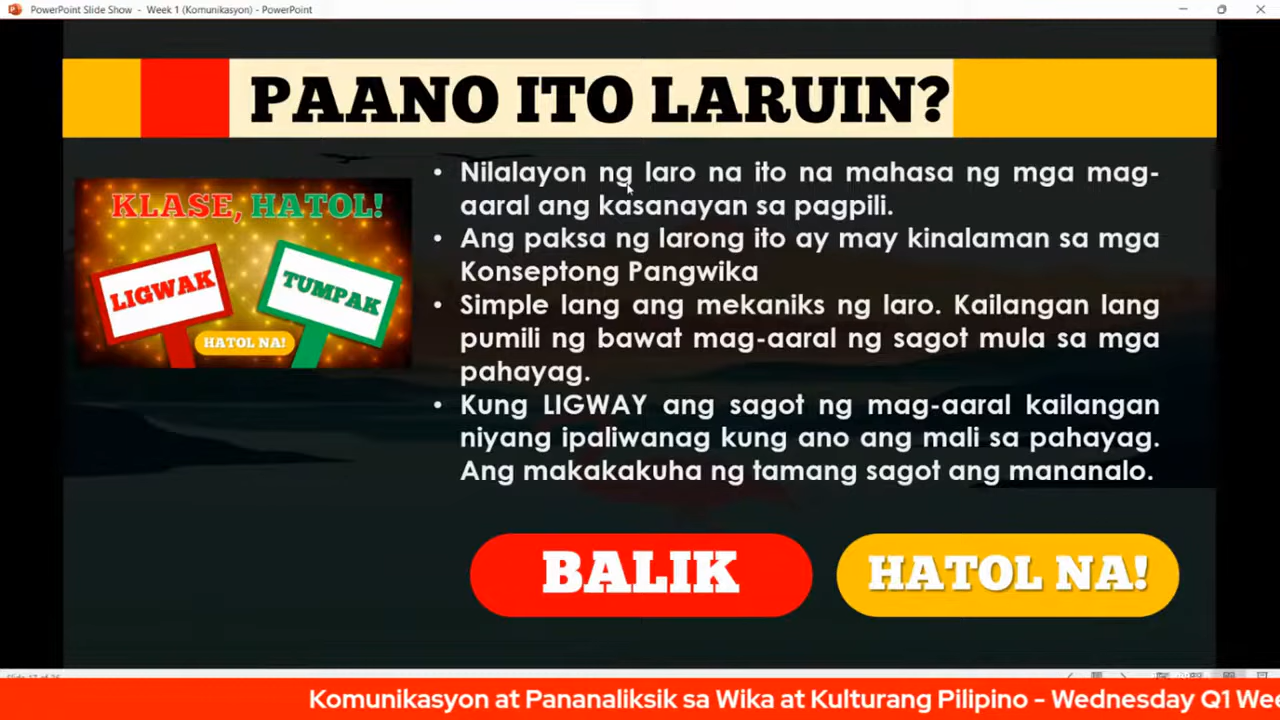 PowerPoint Slide Show - Week 1 (Komunikasyon) - PowerPoint
PAANO ITO LARUIN?
KLASE, HATOL!
LIGWAK
TUMPAK
HATOL NA!
• Nilalayon ng laro na ito na mahasa ng mga mag-
aaral ang kasanayan sa pagpili.
• Ang paksa ng larong ito ay may kinalaman sa mga
Konseptong Pangwika
• Simple lang ang mekaniks ng laro. Kailangan lang
pumili ng bawat mag-aaral ng sagot mula sa mga
pahayag.
• Kung LIGWAY ang sagot ng mag-aaral kailangan
niyang ipaliwanag kung ano ang mali sa pahayag.
Ang makakakuha ng tamang sagot ang mananalo.
BALIK
HATOL NA!
Komunikasyon at Pananaliksik sa Wika at Kulturang Pilipino - Wednesday Q1 Wee